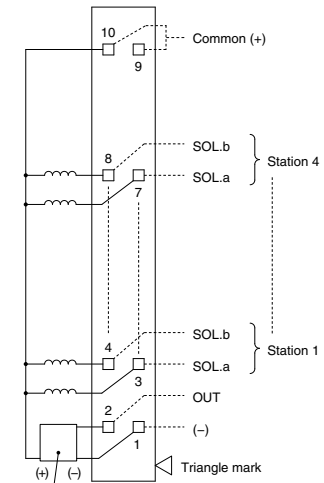 10
Common (+)
9
SOL.b
8
Station 4
SOL.a
7
SOL.b
4
Station 1
SOL.a
3
OUT
2
(–)
1
Triangle mark
(+) (–)